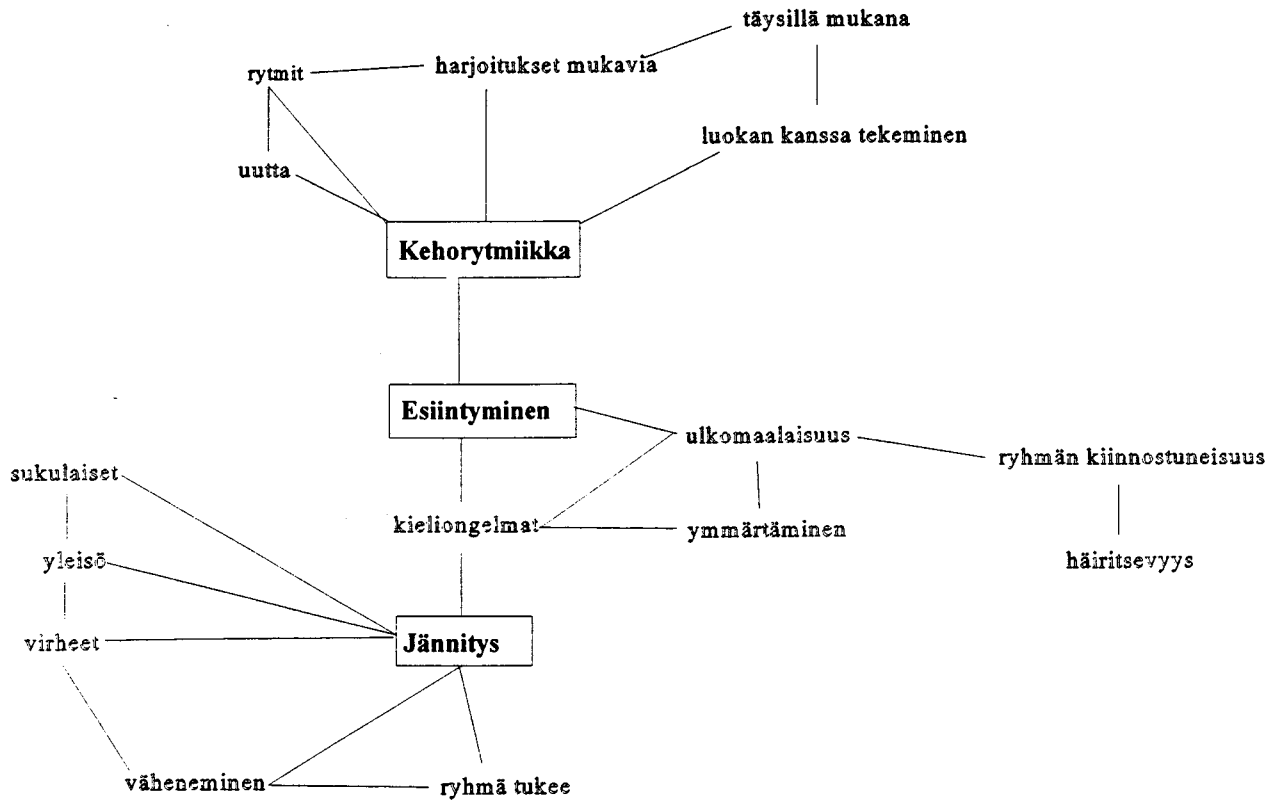 täysillä mukana
rytmit
harjoitukset mukavia
luokan kanssa tekeminen
uutta
Kehorytmiikka
Esiintyminen
ulkomaalaisuus
ryhmän kiinnostuneisuus
sukulaiset
kieliongelmat
ymmärtäminen
yleisö
häiritsevyys
virheet
Jännitys
väheneminen
ryhmä tukee